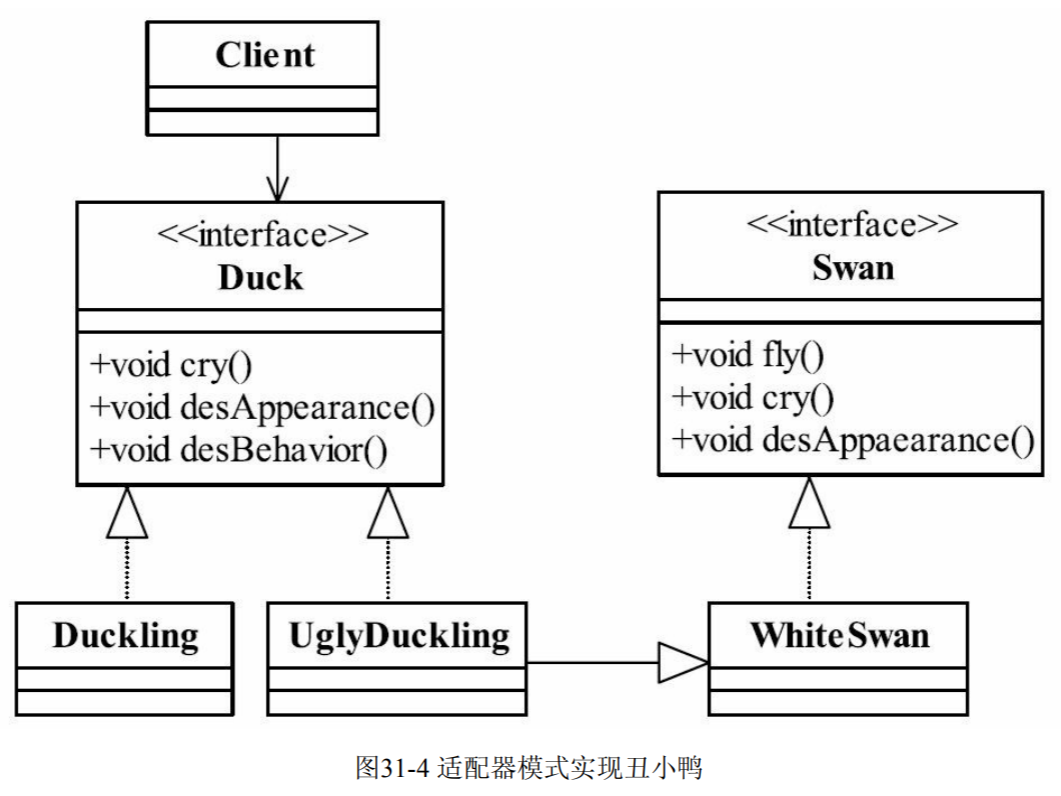 Client
<<interface>>
Duck
+void cry()
+void desAppearance()
+void desBehavior()
<<interface>>
Swan
+void fly()
+void cry()
+void desAppaearance()
Duckling
UglyDuckling
WhiteSwan
图31-4 适配器模式实现丑小鸭